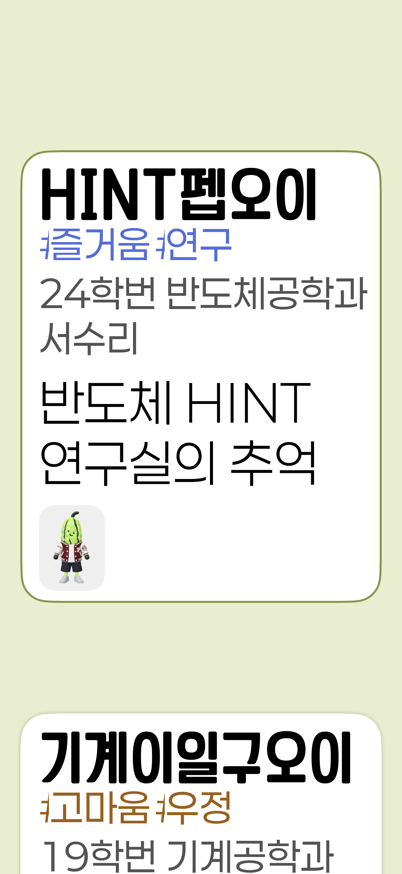 HINT펩오이
#즐거움 #연구
24학번 반도체공학과
서수리
반도체 HINT
연구실의 추억
기계이일구오이
#고마움 #우정
19학번 기계공학과